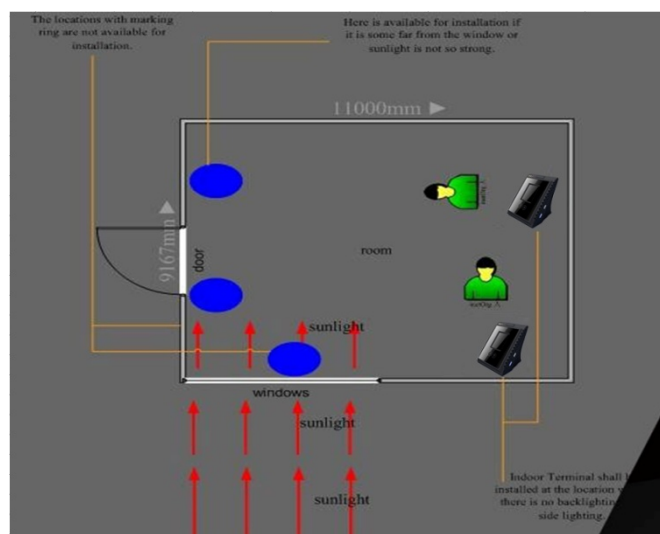 The locations with marking
ring are not available for
installation.
Here is available for installation if
it is some far from the window or
sunlight is not so strong.
11000mm
9167mm
door
room
sunlight
windows
sunlight
sunlight
Indoor Terminal shall
installed at the location
there is no backlighting
side lighting.